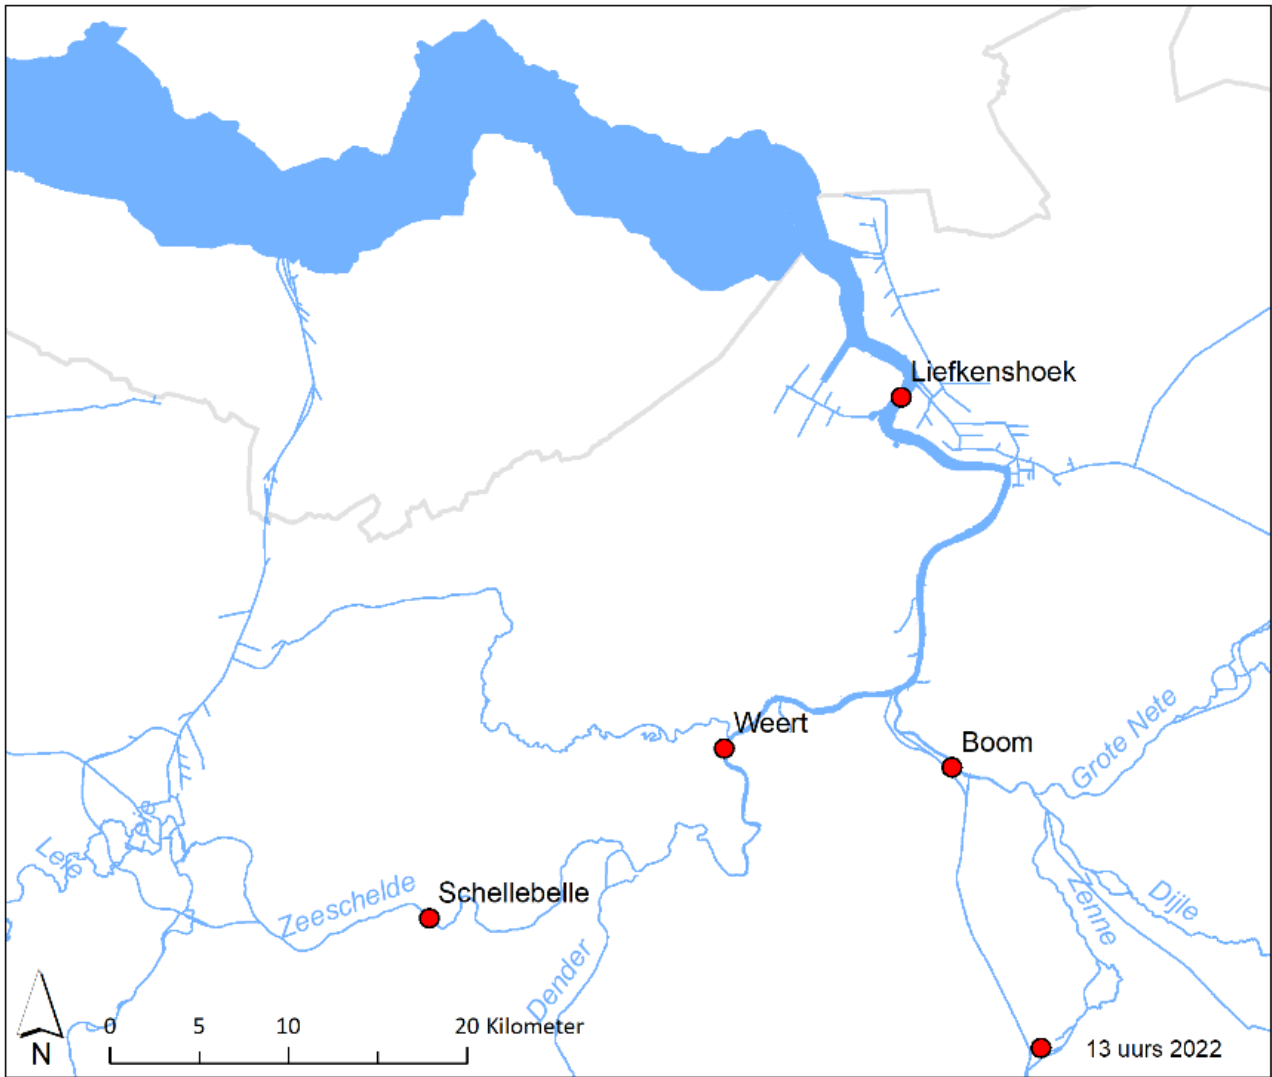 Liefkenshoek
Weert
Boom
Grote Nete
Leie
Leie
Schellebelle
Zeeschelde
Zenne
Dijle
Dender
0 5 10 20 Kilometer
N
13 uurs 2022